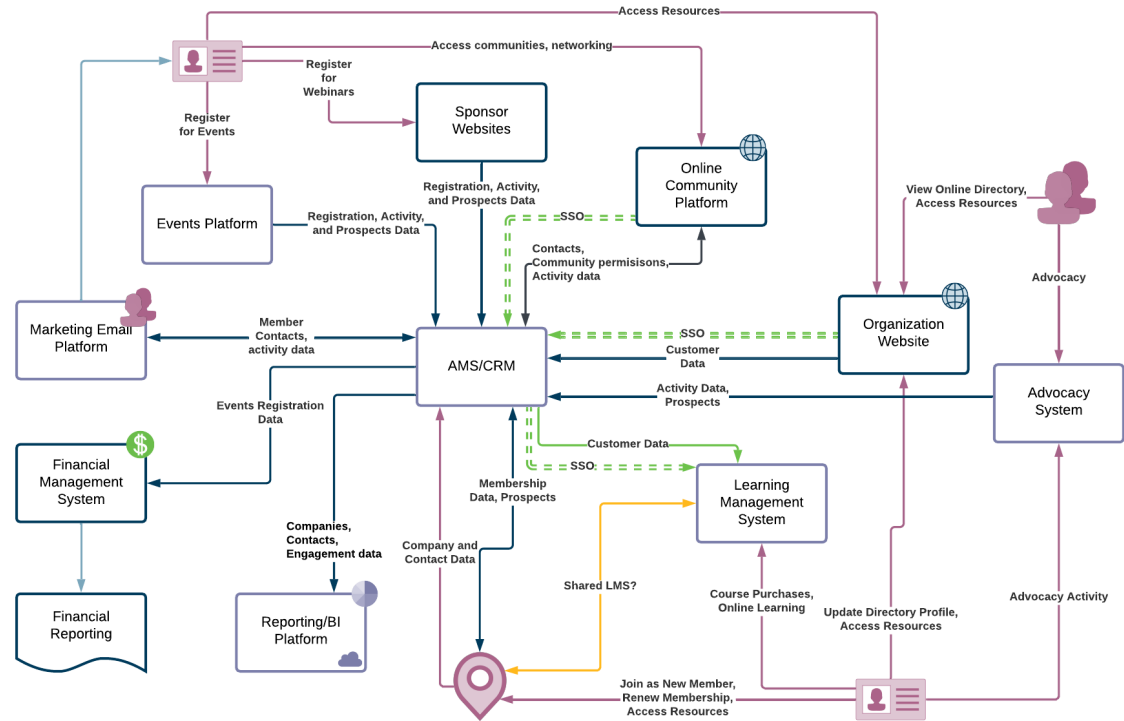 Access Resources
Access communities, networking
Register
for
Webinars
Register
for Events
Sponsor
Websites
Online
Community
Platform
View Online Directory,
Access Resources
Registration, Activity,
and Prospects Data
Events Platform
Registration, Activity,
and Prospects Data
SSO
Contacts,
Community permisisons,
Activity data
Advocacy
Marketing Email
Platform
Member
Contacts,
activity data
AMS/CRM
SSO
Customer
Data
Organization
Website
Activity Data,
Prospects
Advocacy
System
Events Registration
Data
Customer Data
SSO
Financial
Management
System
Membership
Data, Prospects
Learning
Management
System
Companies,
Contacts,
Engagement data
Company and
Contact Data
Shared LMS?
Course Purchases,
Online Learning
Update Directory Profile,
Access Resources
Advocacy Activity
Financial
Reporting
Reporting/BI
Platform
Join as New Member,
Renew Membership,
Access Resources
$